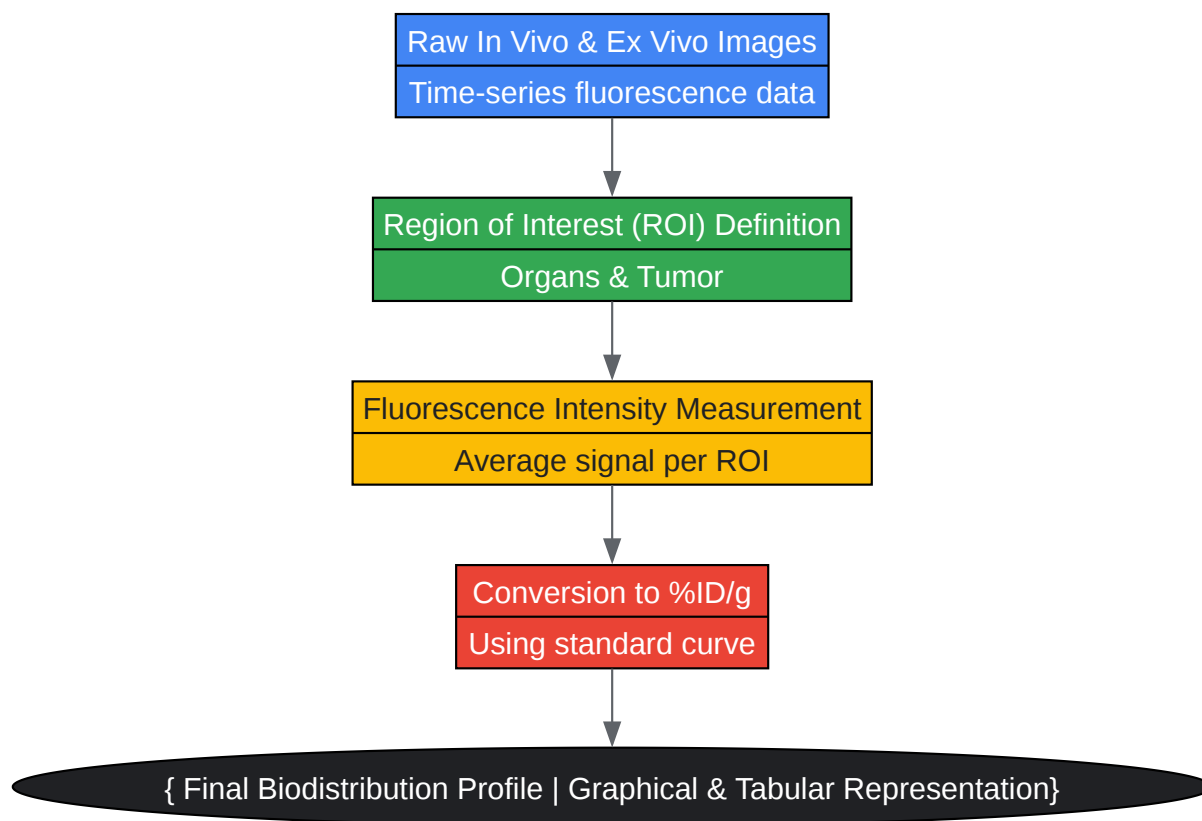 Raw In Vivo & Ex Vivo Images
Time-series fluorescence data
Region of Interest (ROI) Definition
Organs & Tumor
Fluorescence Intensity Measurement
Average signal per ROI
Conversion to %ID/g
Using standard curve
{ Final Biodistribution Profile | Graphical & Tabular Representation}